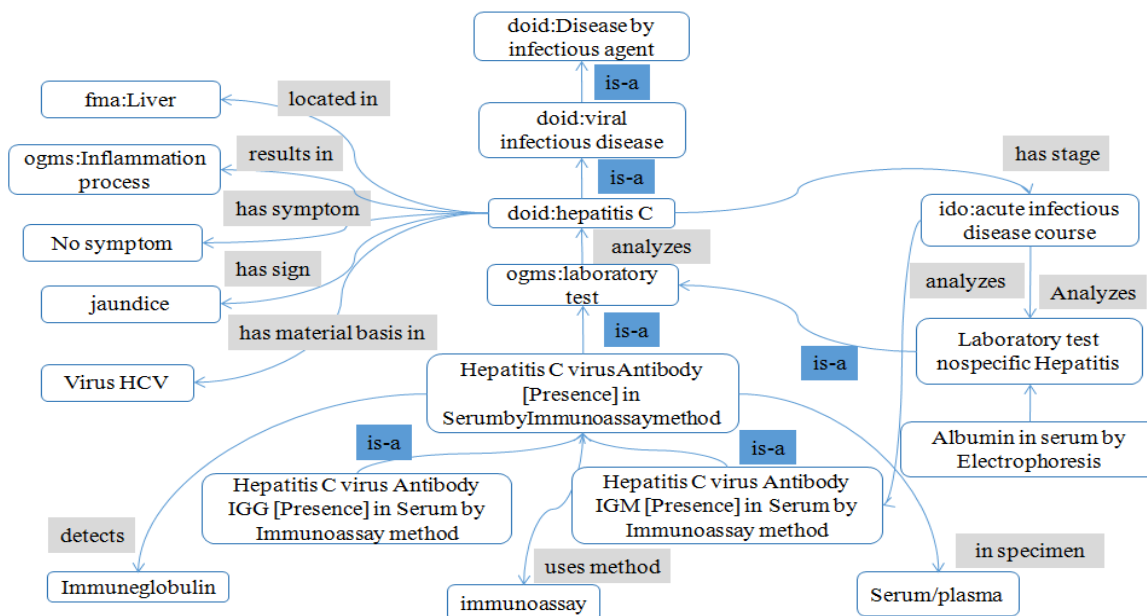 doid:Disease by
infectious agent
is-a
fma:Liver
located in
doid:viral
infectious disease
ogms:Inflammation
process
results in
has stage
is-a
has symptom
doid:hepatitis C
ido:acute infectious
disease course
No symptom
analyzes
has sign
ogms:laboratory
test
analyzes
Analyzes
jaundice
has material basis in
is-a
Laboratory test
nospecific Hepatitis
is-a
Virus HCV
Hepatitis C virusAntibody
[Presence] in
SerumbyImmunoassaymethod
Albumin in serum by
Electrophoresis
is-a
is-a
Hepatitis C virus Antibody
IGG [Presence] in Serum by
Immunoassay method
Hepatitis C virus Antibody
IGM [Presence] in Serum by
Immunoassay method
detects
in specimen
uses method
Immuneglobulin
immunoassay
Serum/plasma